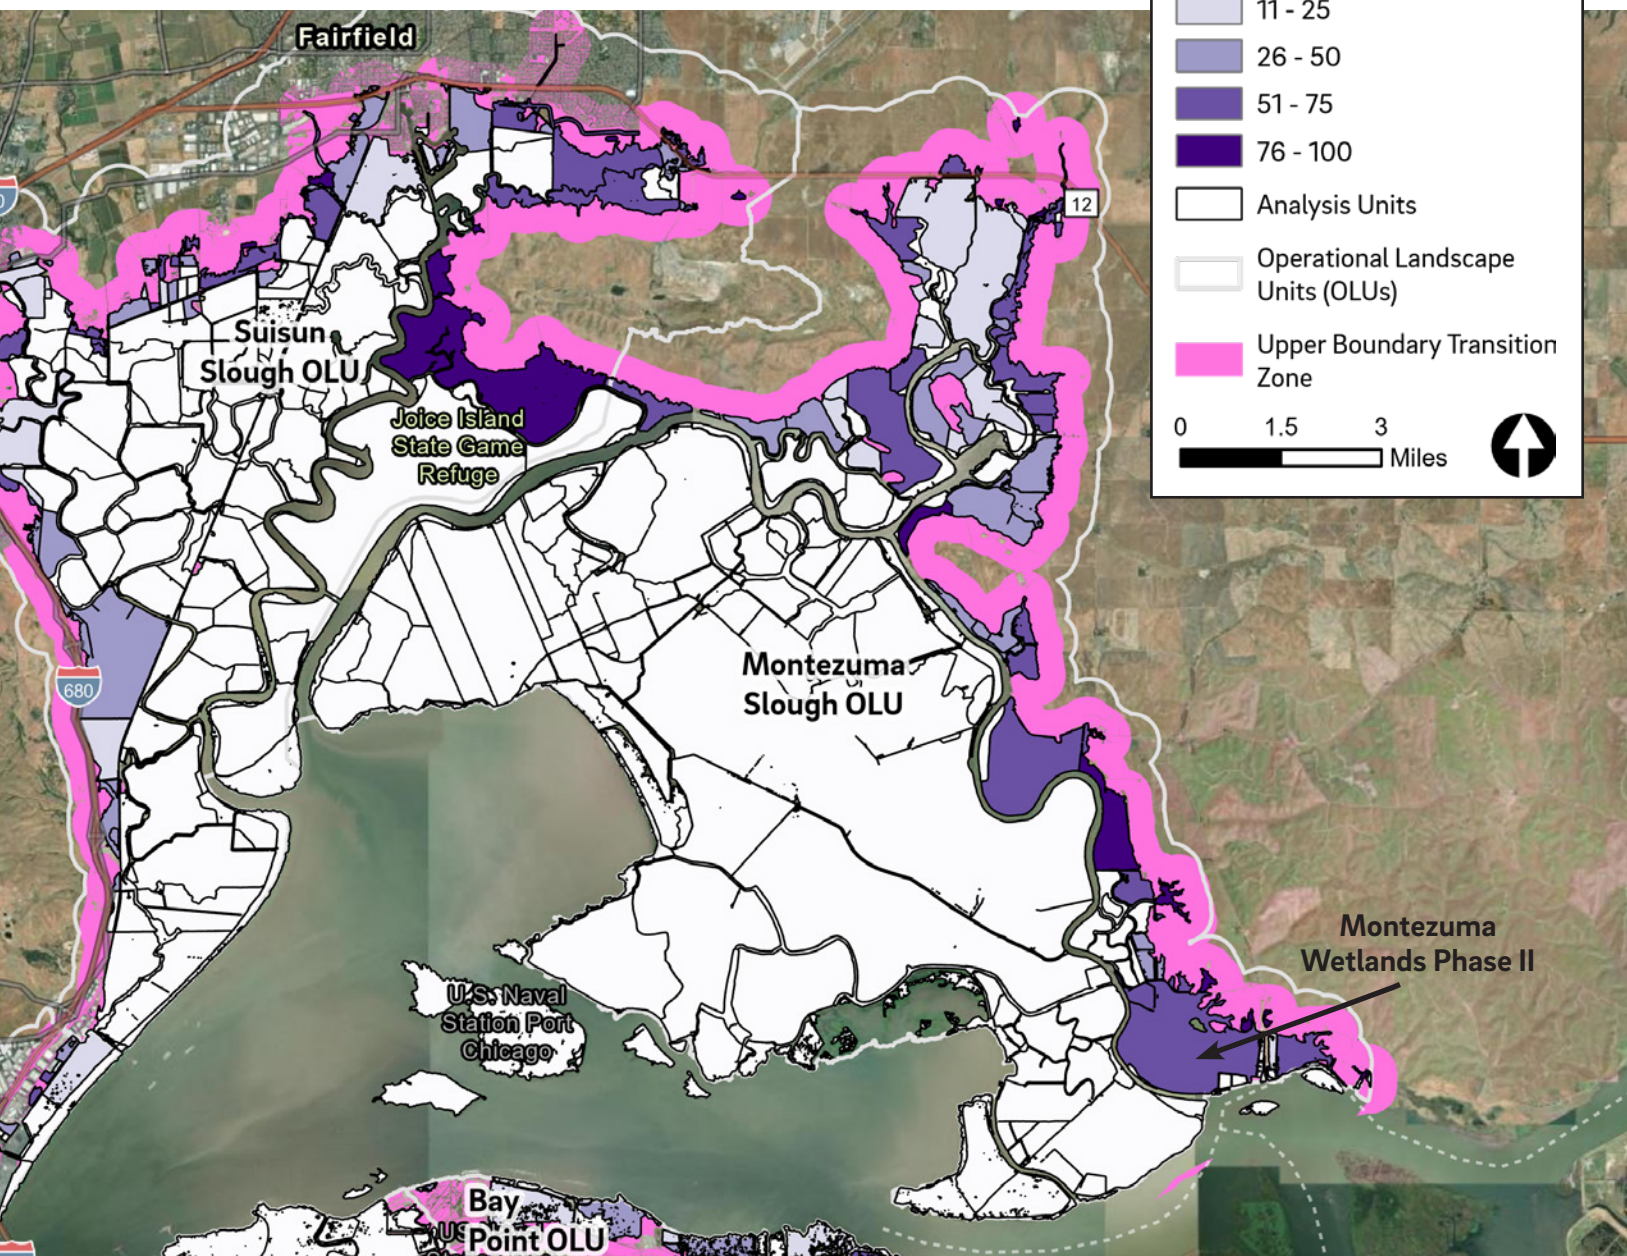 Fairfield
11 - 25
26 - 50
51 - 75
76 - 100
Analysis Units
Operational Landscape
Units (OLUs)
Upper Boundary Transition
Zone
0 1.5 3
Miles
12
Suisun
Slough OLU
Joice Island
State Game
Refuge
680
Montezuma
Slough OLU
Montezuma
Wetlands Phase II
U.S. Naval
Station Port
Chicago
Bay
Point OLU